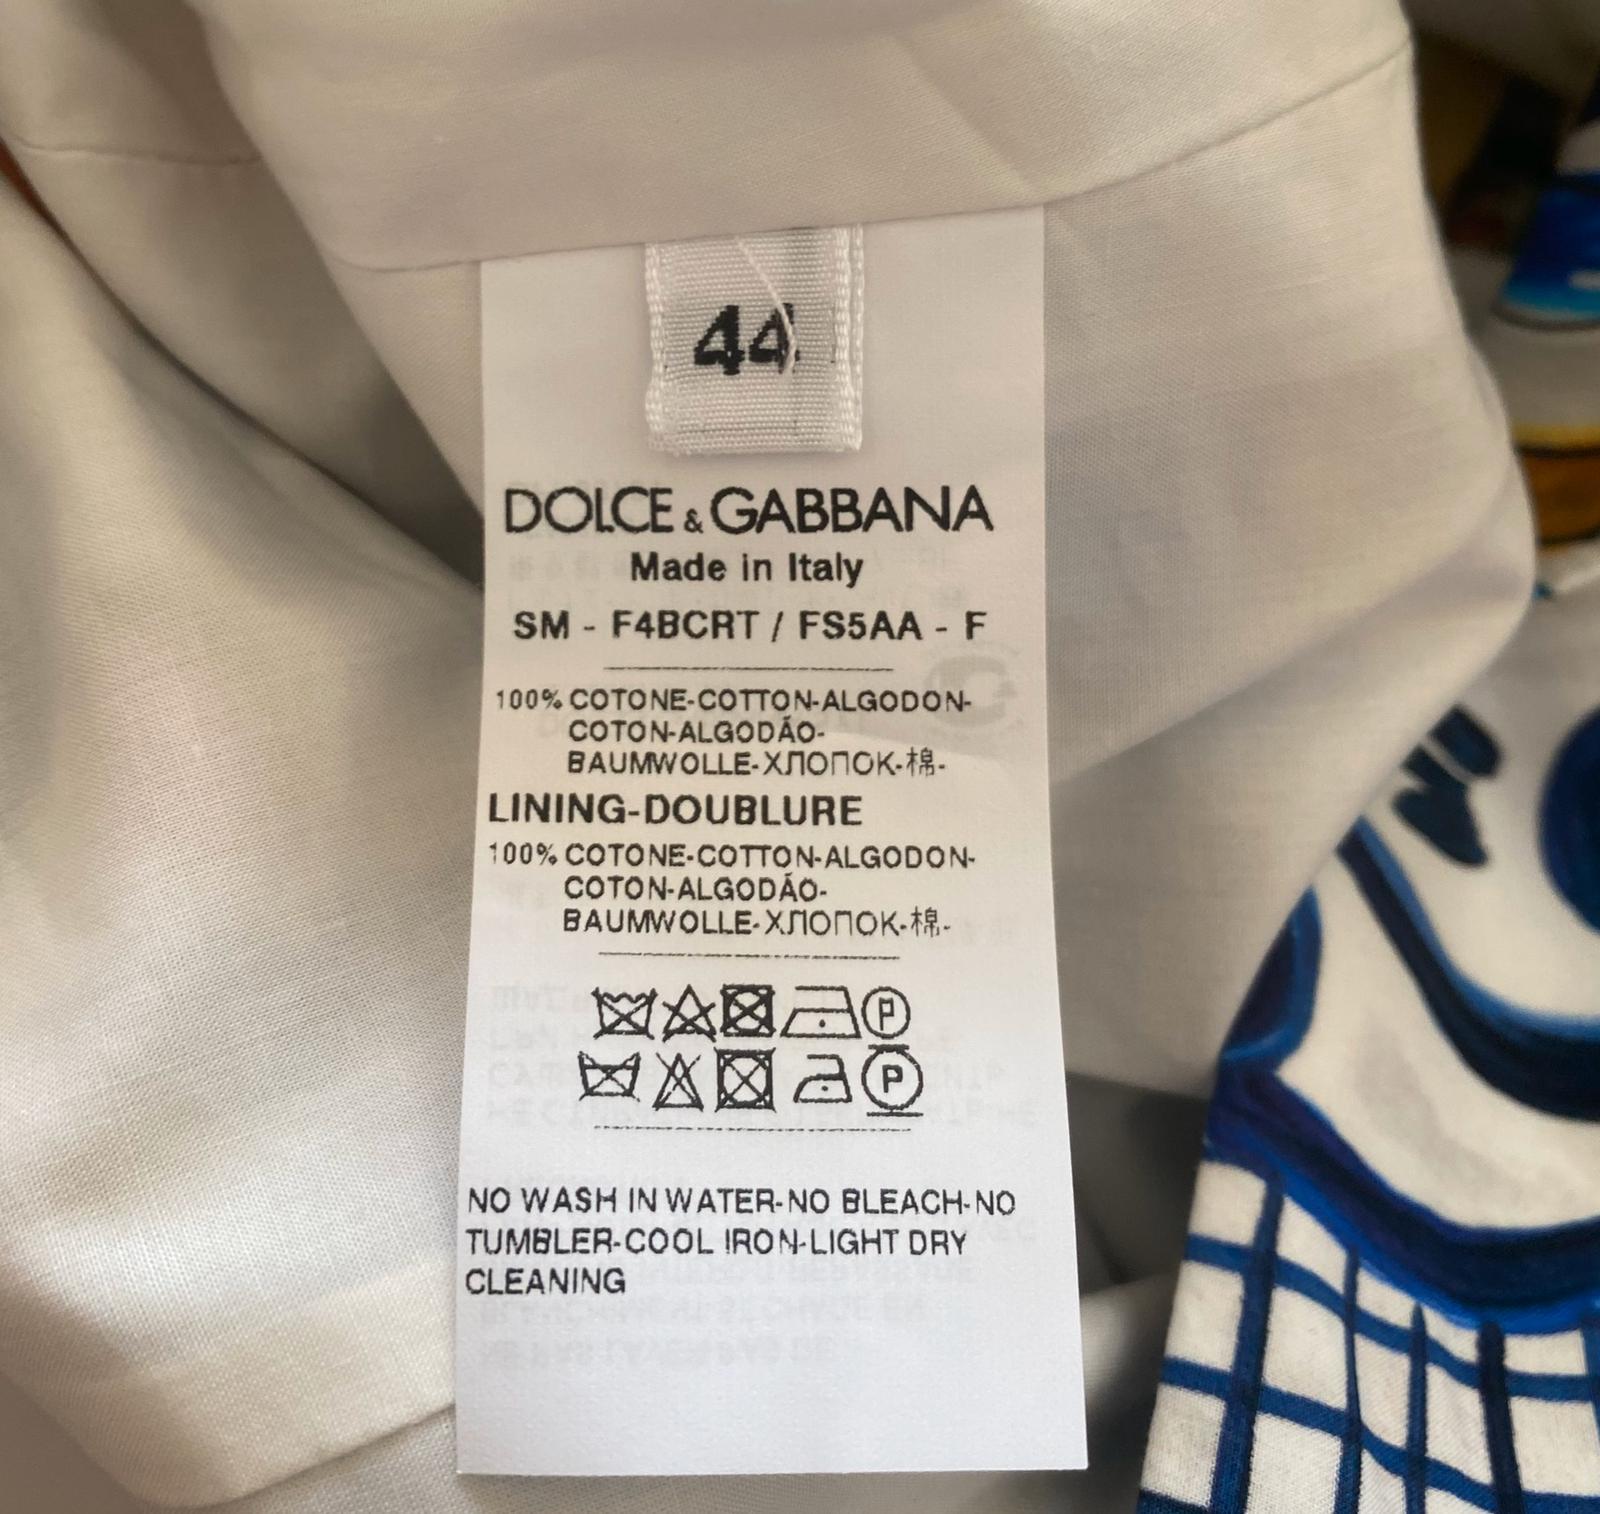 44
DOLCE & GABBANA
Made in Italy
SM - F4BCRT / FS5AA - F
100% COTONE-COTTON-ALGODON-
COTON-ALGODÃO-
BAUMWOLLE-ХЛОПОК-棉-
LINING-DOUBLURE
100% COTONE-COTTON-ALGODON-
COTON-ALGODÃO-
BAUMWOLLE-ХЛОПОК-棉-
P
P
NO WASH IN WATER-NO BLEACH-NO
TUMBLER-COOL IRON-LIGHT DRY
CLEANING